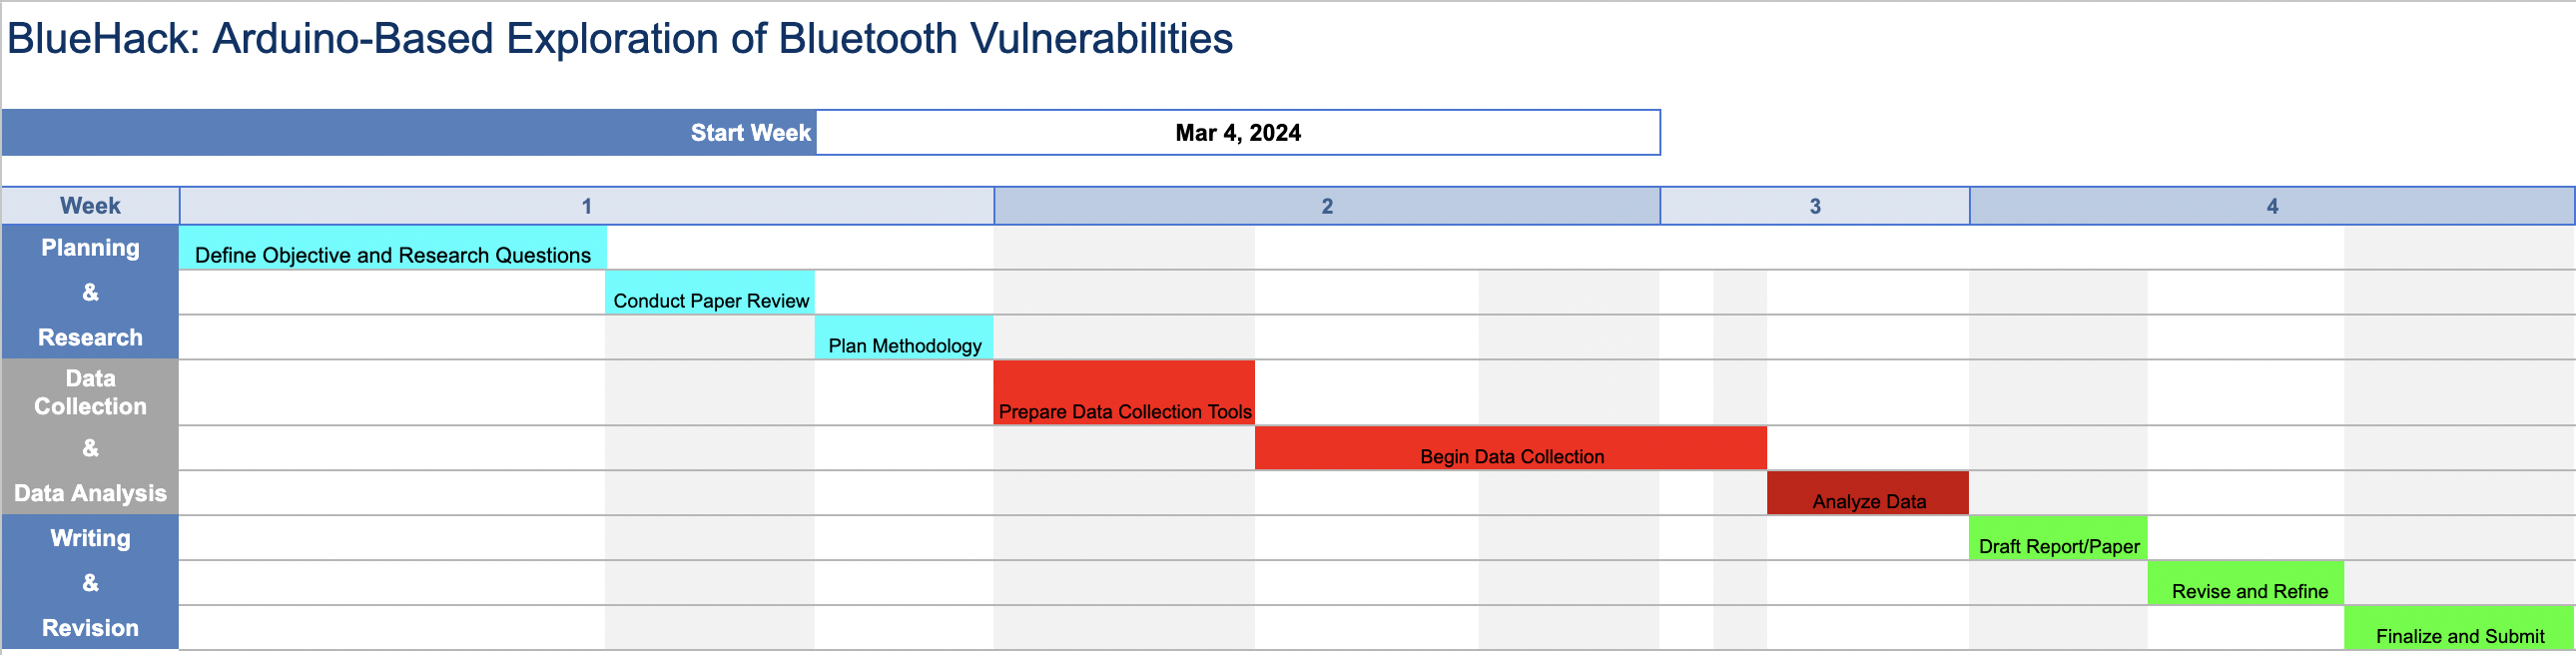 BlueHack: Arduino-Based Exploration of Bluetooth Vulnerabilities
Start Week
Mar 4, 2024
Week
1
2
3
4
Planning
Define Objective and Research Questions
&
Conduct Paper Review
Research
Plan Methodology
Data
Collection
Prepare Data Collection Tools
&
Begin Data Collection
Data Analysis
Analyze Data
Writing
Draft Report/Paper
&
Revise and Refine
Revision
Finalize and Submit